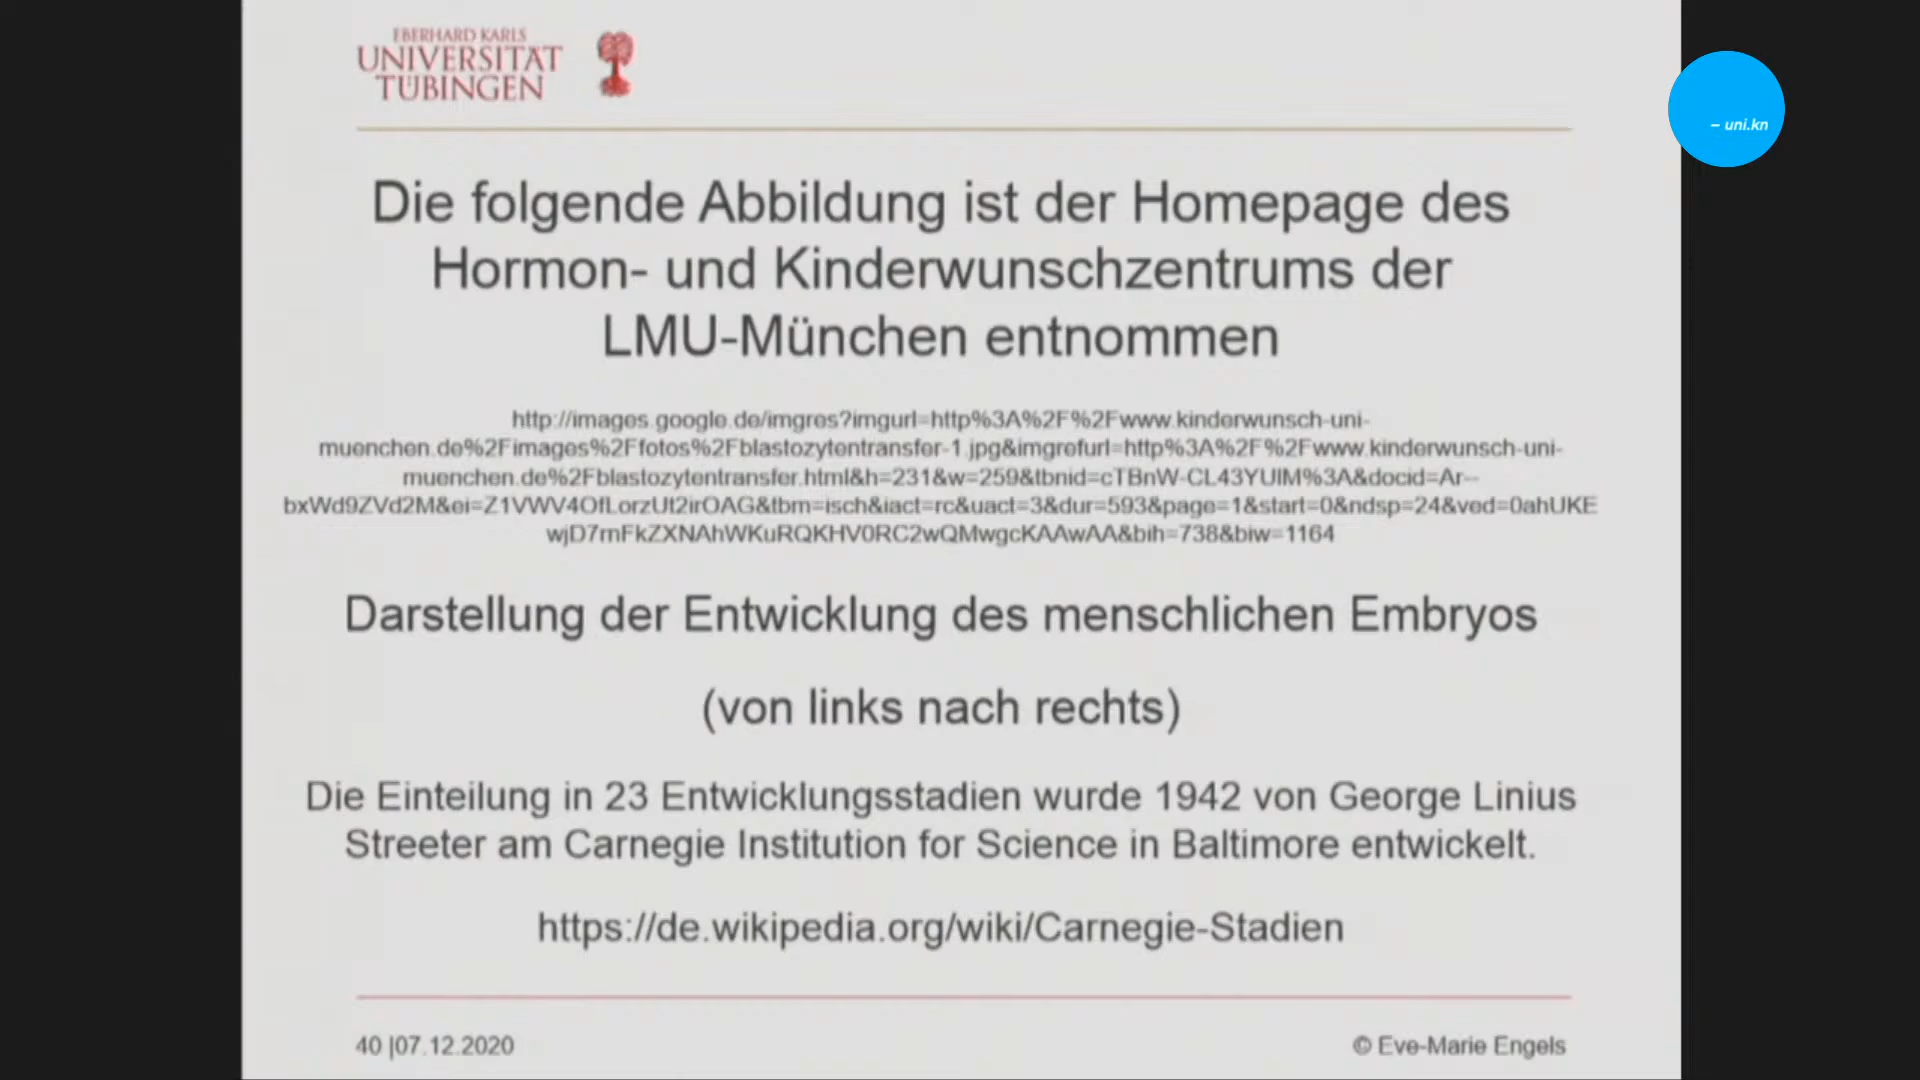 EBERHARD KARLS
UNIVERSITÄT
TÜBINGEN
– uni.kn
Die folgende Abbildung ist der Homepage des
Hormon- und Kinderwunschzentrums der
LMU-München entnommen
http://images.google.de/imgres?imgurl=http%3A%2F%2Fwww.kinderwunsch-uni-
muenchen.de%2Fimages%2Ffotos%2Fblastozytentransfer-1.jpg&imgrefurl=http%3A%2F%2Fwww.kinderwunsch-uni-
muenchen.de%2Fblastozytentransfer.html&h=231&w=259&tbnid=cTBnW-CL43YUIM%3A&docid=Ar--
bxWd9ZVd2M&ei=Z1VWV4OfLorzUt2irOAG&tbm=isch&iact=rc&uact=3&dur=593&page=1&start=0&ndsp=24&ved=0ahUKE
wjD7rnFkZXNAhWKuRQKHV0RC2wQMwgcKAAwAA&bih=738&biw=1164
Darstellung der Entwicklung des menschlichen Embryos
(von links nach rechts)
Die Einteilung in 23 Entwicklungsstadien wurde 1942 von George Linius
Streeter am Carnegie Institution for Science in Baltimore entwickelt.
https://de.wikipedia.org/wiki/Carnegie-Stadien
40 |07.12.2020
© Eve-Marie Engels